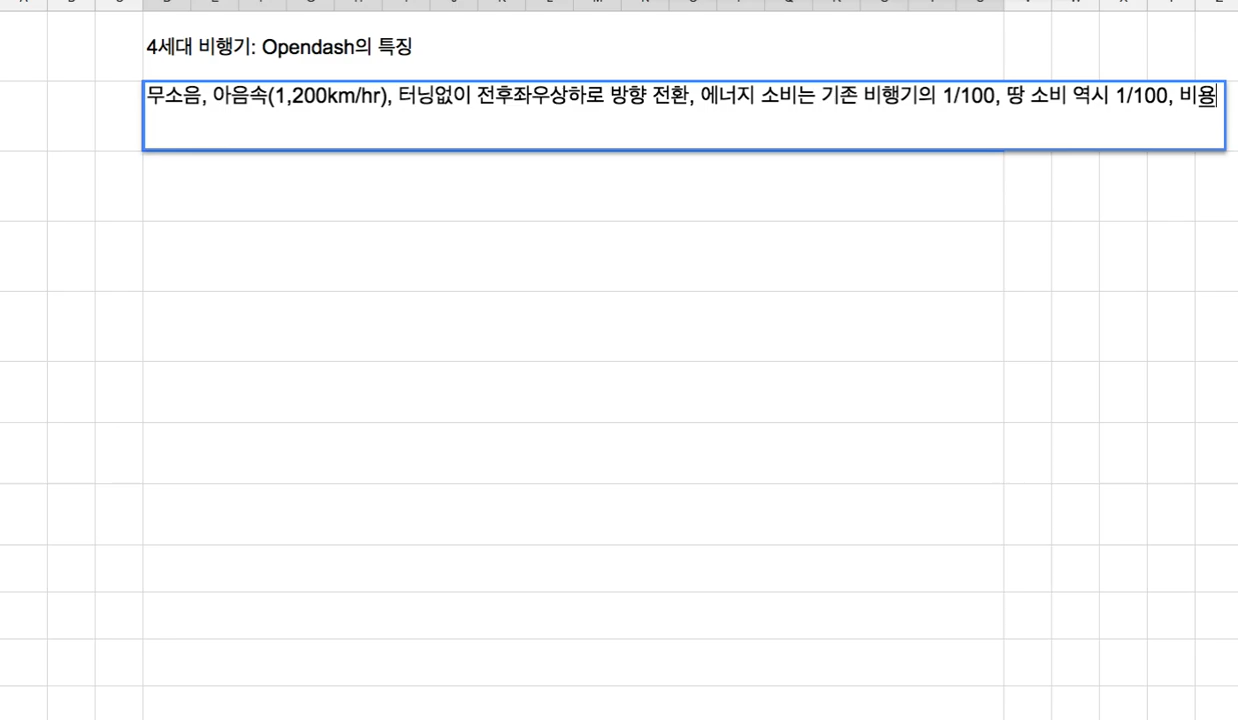 4세대 비행기: Opendash의 특징
무소음, 아음속(1,200km/hr), 터닝없이 전후좌우상하로 방향 전환, 에너지 소비는 기존 비행기의 1/100, 땅 소비 역시 1/100, 비용